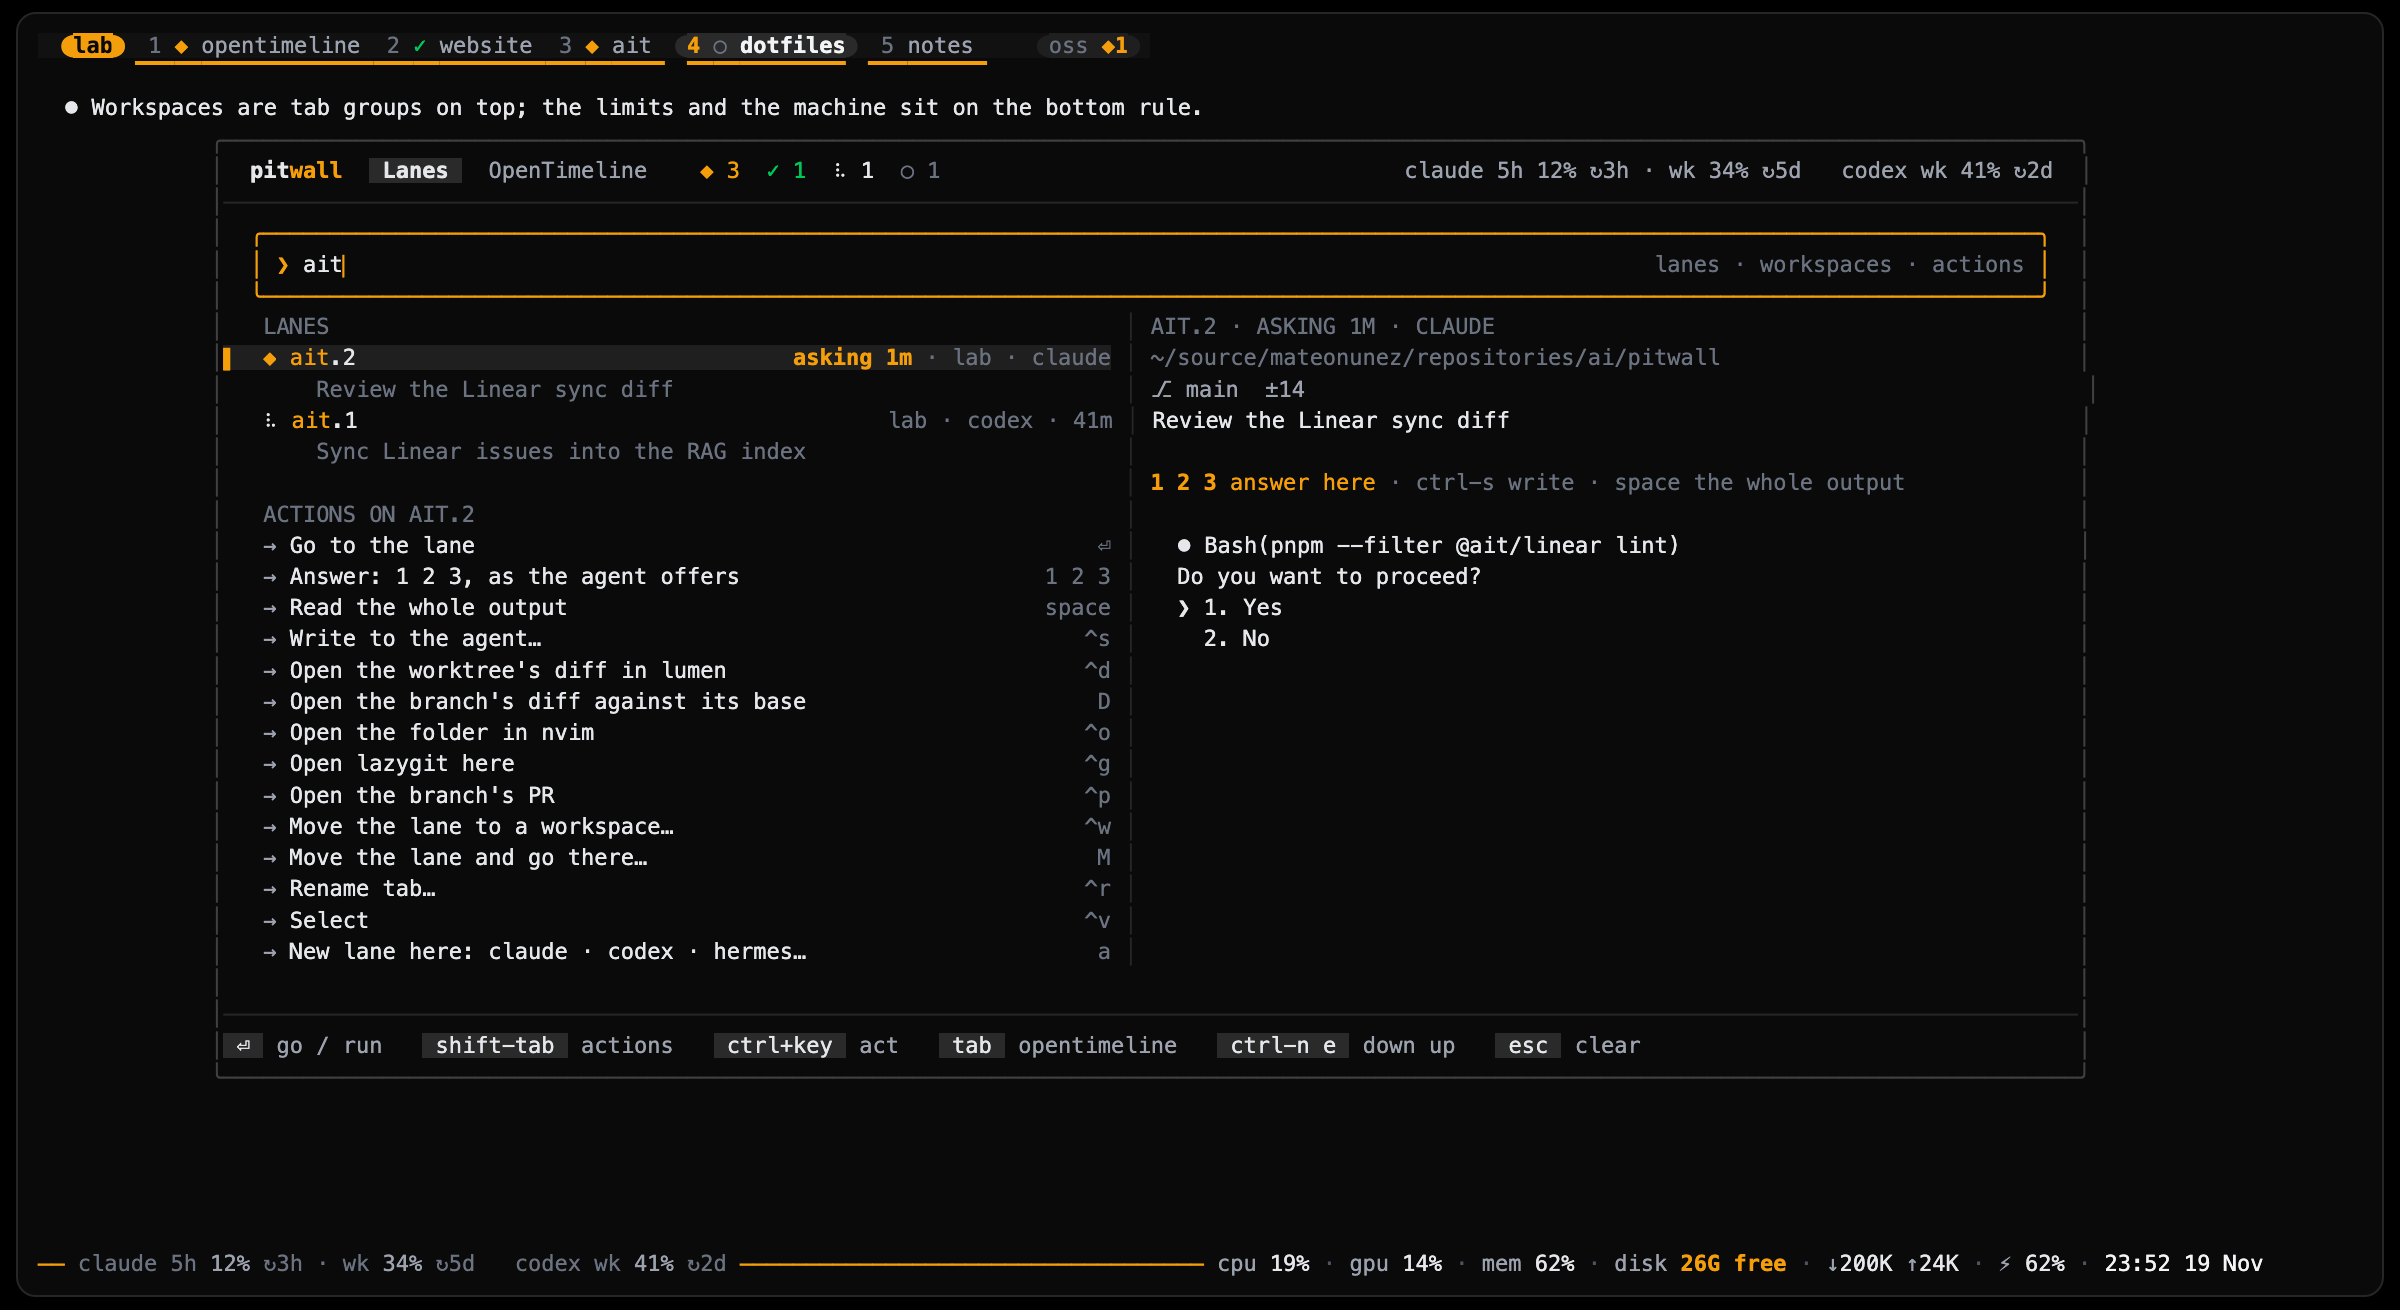 lab 1 ◆ opentimeline 2 ✓ website 3 ◆ ait 4 ○ dotfiles 5 notes oss ◆1
● Workspaces are tab groups on top; the limits and the machine sit on the bottom rule.
pitwall Lanes OpenTimeline ◆ 3 ✓ 1 ⠧ 1 ○ 1 claude 5h 12% ↻3h · wk 34% ↻5d codex wk 41% ↻2d
❯ ait lanes · workspaces · actions
LANES
◆ ait.2 asking 1m · lab · claude
Review the Linear sync diff
⠧ ait.1 lab · codex · 41m
Sync Linear issues into the RAG index
ACTIONS ON AIT.2
→ Go to the lane ⏎
→ Answer: 1 2 3, as the agent offers 1 2 3
→ Read the whole output space
→ Write to the agent… ^s
→ Open the worktree's diff in lumen ^d
→ Open the branch's diff against its base D
→ Open the folder in nvim ^o
→ Open lazygit here ^g
→ Open the branch's PR ^p
→ Move the lane to a workspace… ^w
→ Move the lane and go there… M
→ Rename tab… ^r
→ Select ^v
→ New lane here: claude · codex · hermes… a
AIT.2 · ASKING 1M · CLAUDE
~/source/mateonunez/repositories/ai/pitwall
⎇ main ±14
Review the Linear sync diff
1 2 3 answer here · ctrl-s write · space the whole output
● Bash(pnpm --filter @ait/linear lint)
Do you want to proceed?
❯ 1. Yes
2. No
⏎ go / run shift-tab actions ctrl+key act tab opentimeline ctrl-n e down up esc clear
claude 5h 12% ↻3h · wk 34% ↻5d codex wk 41% ↻2d cpu 19% · gpu 14% · mem 62% · disk 26G free · ↓200K ↑24K · ⚡ 62% · 23:52 19 Nov